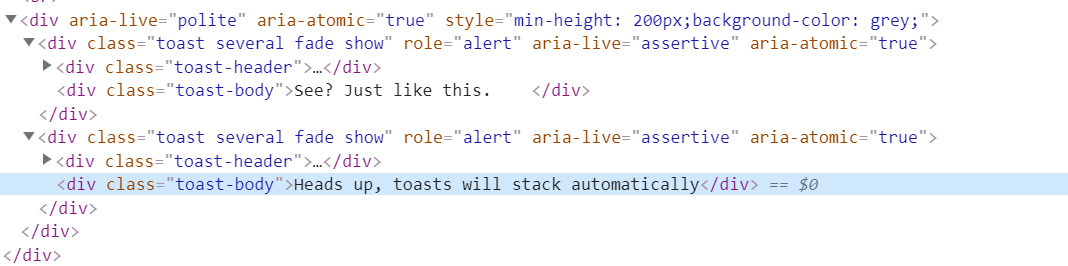 <div aria-live="polite" aria-atomic="true" style="min-height: 200px;background-color: grey;">
<div class="toast several fade show" role="alert" aria-live="assertive" aria-atomic="true">
<div class="toast-header">…</div>
<div class="toast-body">See? Just like this.    </div>
</div>
<div class="toast several fade show" role="alert" aria-live="assertive" aria-atomic="true">
<div class="toast-header">…</div>
<div class="toast-body">Heads up, toasts will stack automatically</div> == $0
</div>
</div>
</div>